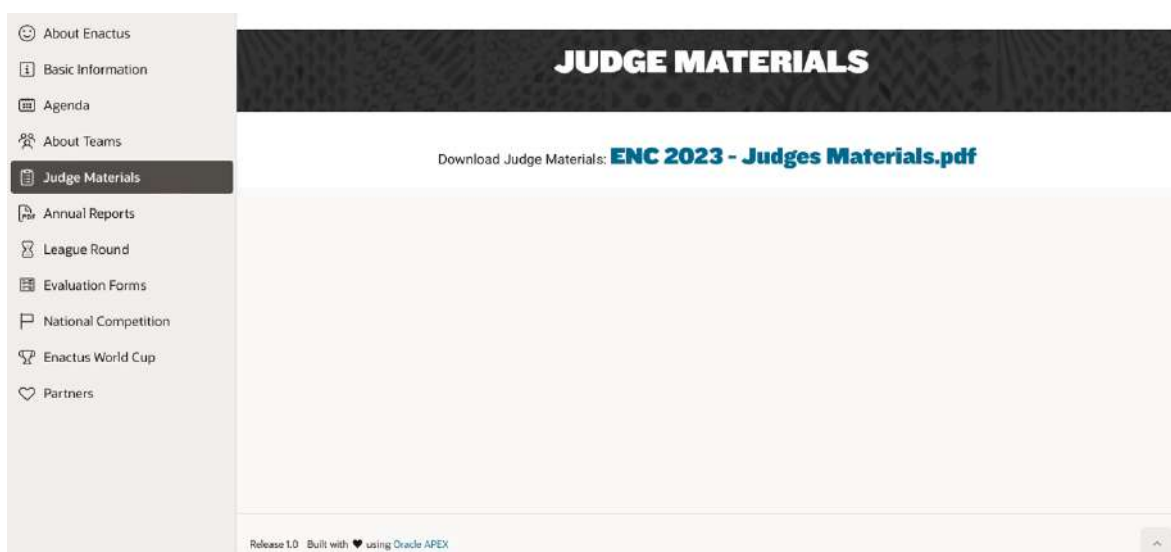 About Enactus
Basic Information
Agenda
About Teams
Judge Materials
Annual Reports
League Round
Evaluation Forms
National Competition
Enactus World Cup
Partners
JUDGE MATERIALS
Download Judge Materials: ENC 2023 - Judges Materials.pdf
Release 1.0 Built with ♥ using Oracle APEX